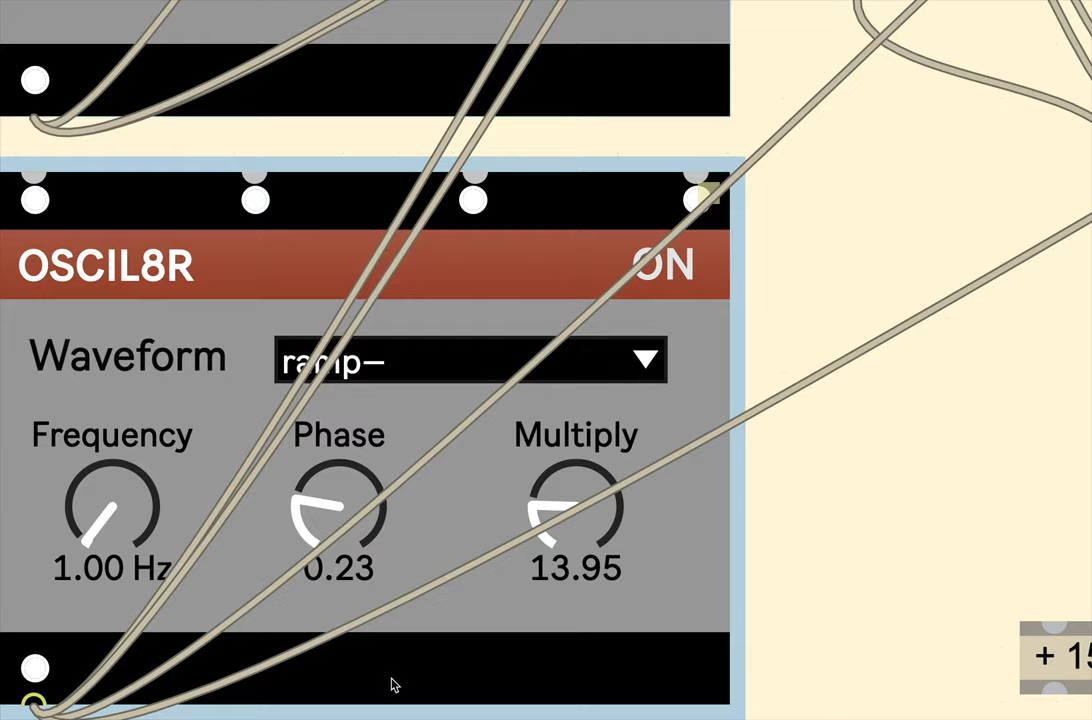 OSCIL8R ON
Waveform ramp–
Frequency Phase Multiply
1.00 Hz 0.23 13.95
+ 15